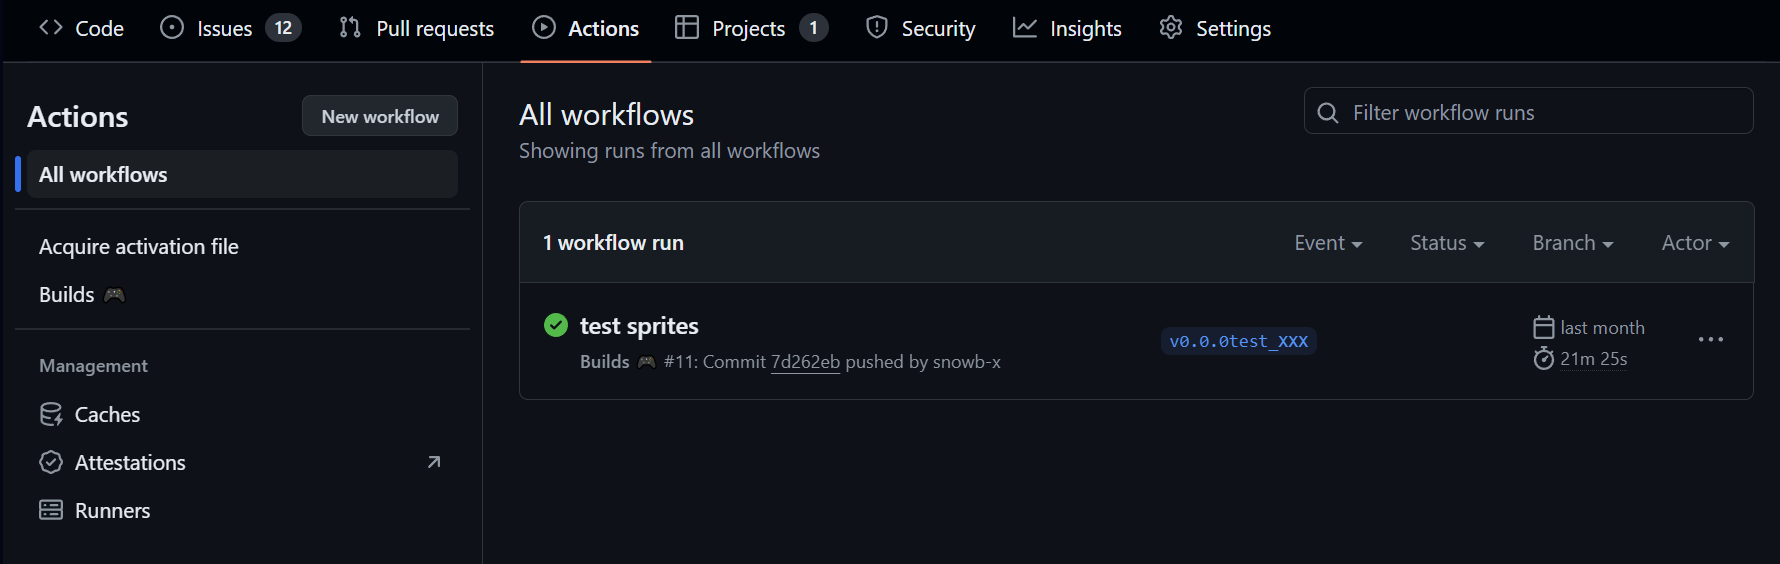 Code Issues 12 Pull requests Actions Projects 1 Security Insights Settings
Actions New workflow
All workflows
Acquire activation file
Builds 🎮
Management
Caches
Attestations
Runners
All workflows
Showing runs from all workflows
Filter workflow runs
1 workflow run Event Status Branch Actor
test sprites
Builds 🎮 #11: Commit 7d262eb pushed by snowb-x
v0.0.0test_XXX
last month
21m 25s